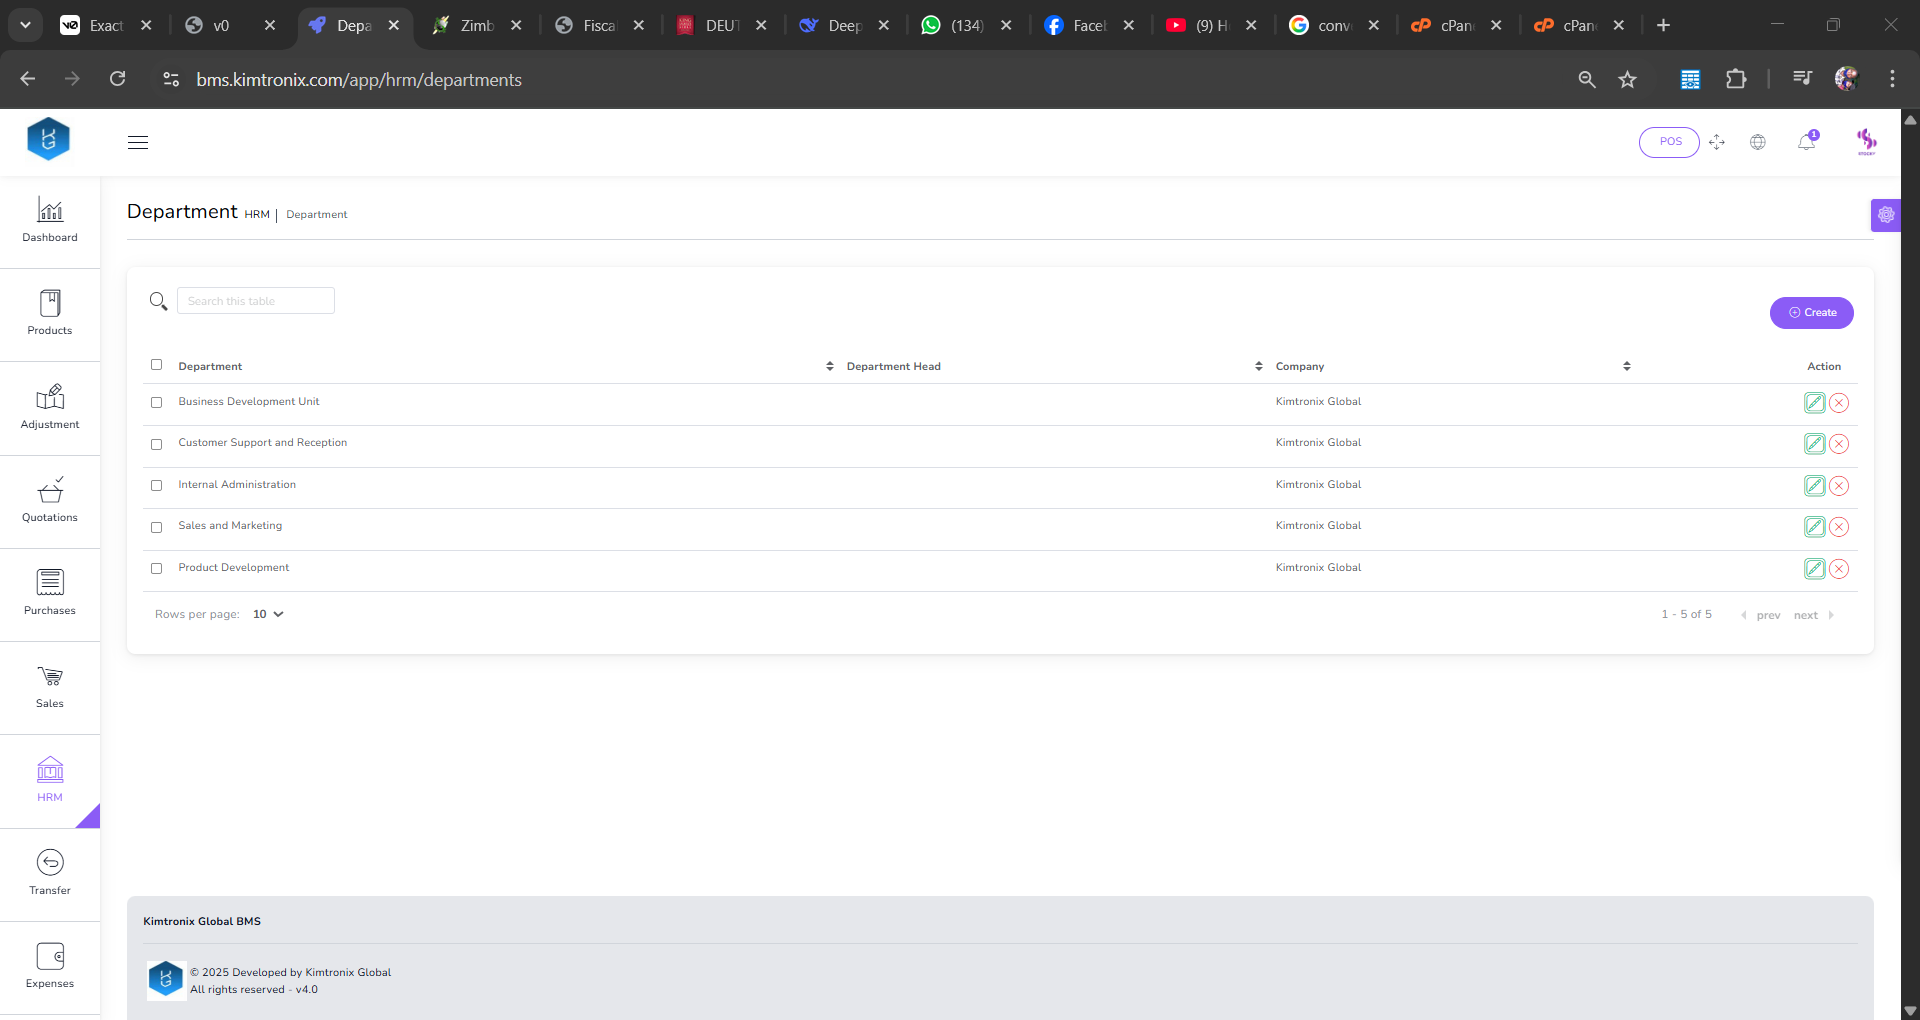 Exact
v0
Depa
Zimb
Fisca
DEUT
Deep
(134)
Faceb
(9) H
conv
cPan
cPan
bms.kimtronix.com/app/hrm/departments
POS
1
STOCKY
Dashboard
Products
Adjustment
Quotations
Purchases
Sales
HRM
Transfer
Expenses
Department HRM | Department
Search this table
Create
Department Department Head Company Action
Business Development Unit Kimtronix Global
Customer Support and Reception Kimtronix Global
Internal Administration Kimtronix Global
Sales and Marketing Kimtronix Global
Product Development Kimtronix Global
Rows per page: 10
1 - 5 of 5 prev next
Kimtronix Global BMS
© 2025 Developed by Kimtronix Global
All rights reserved - v4.0